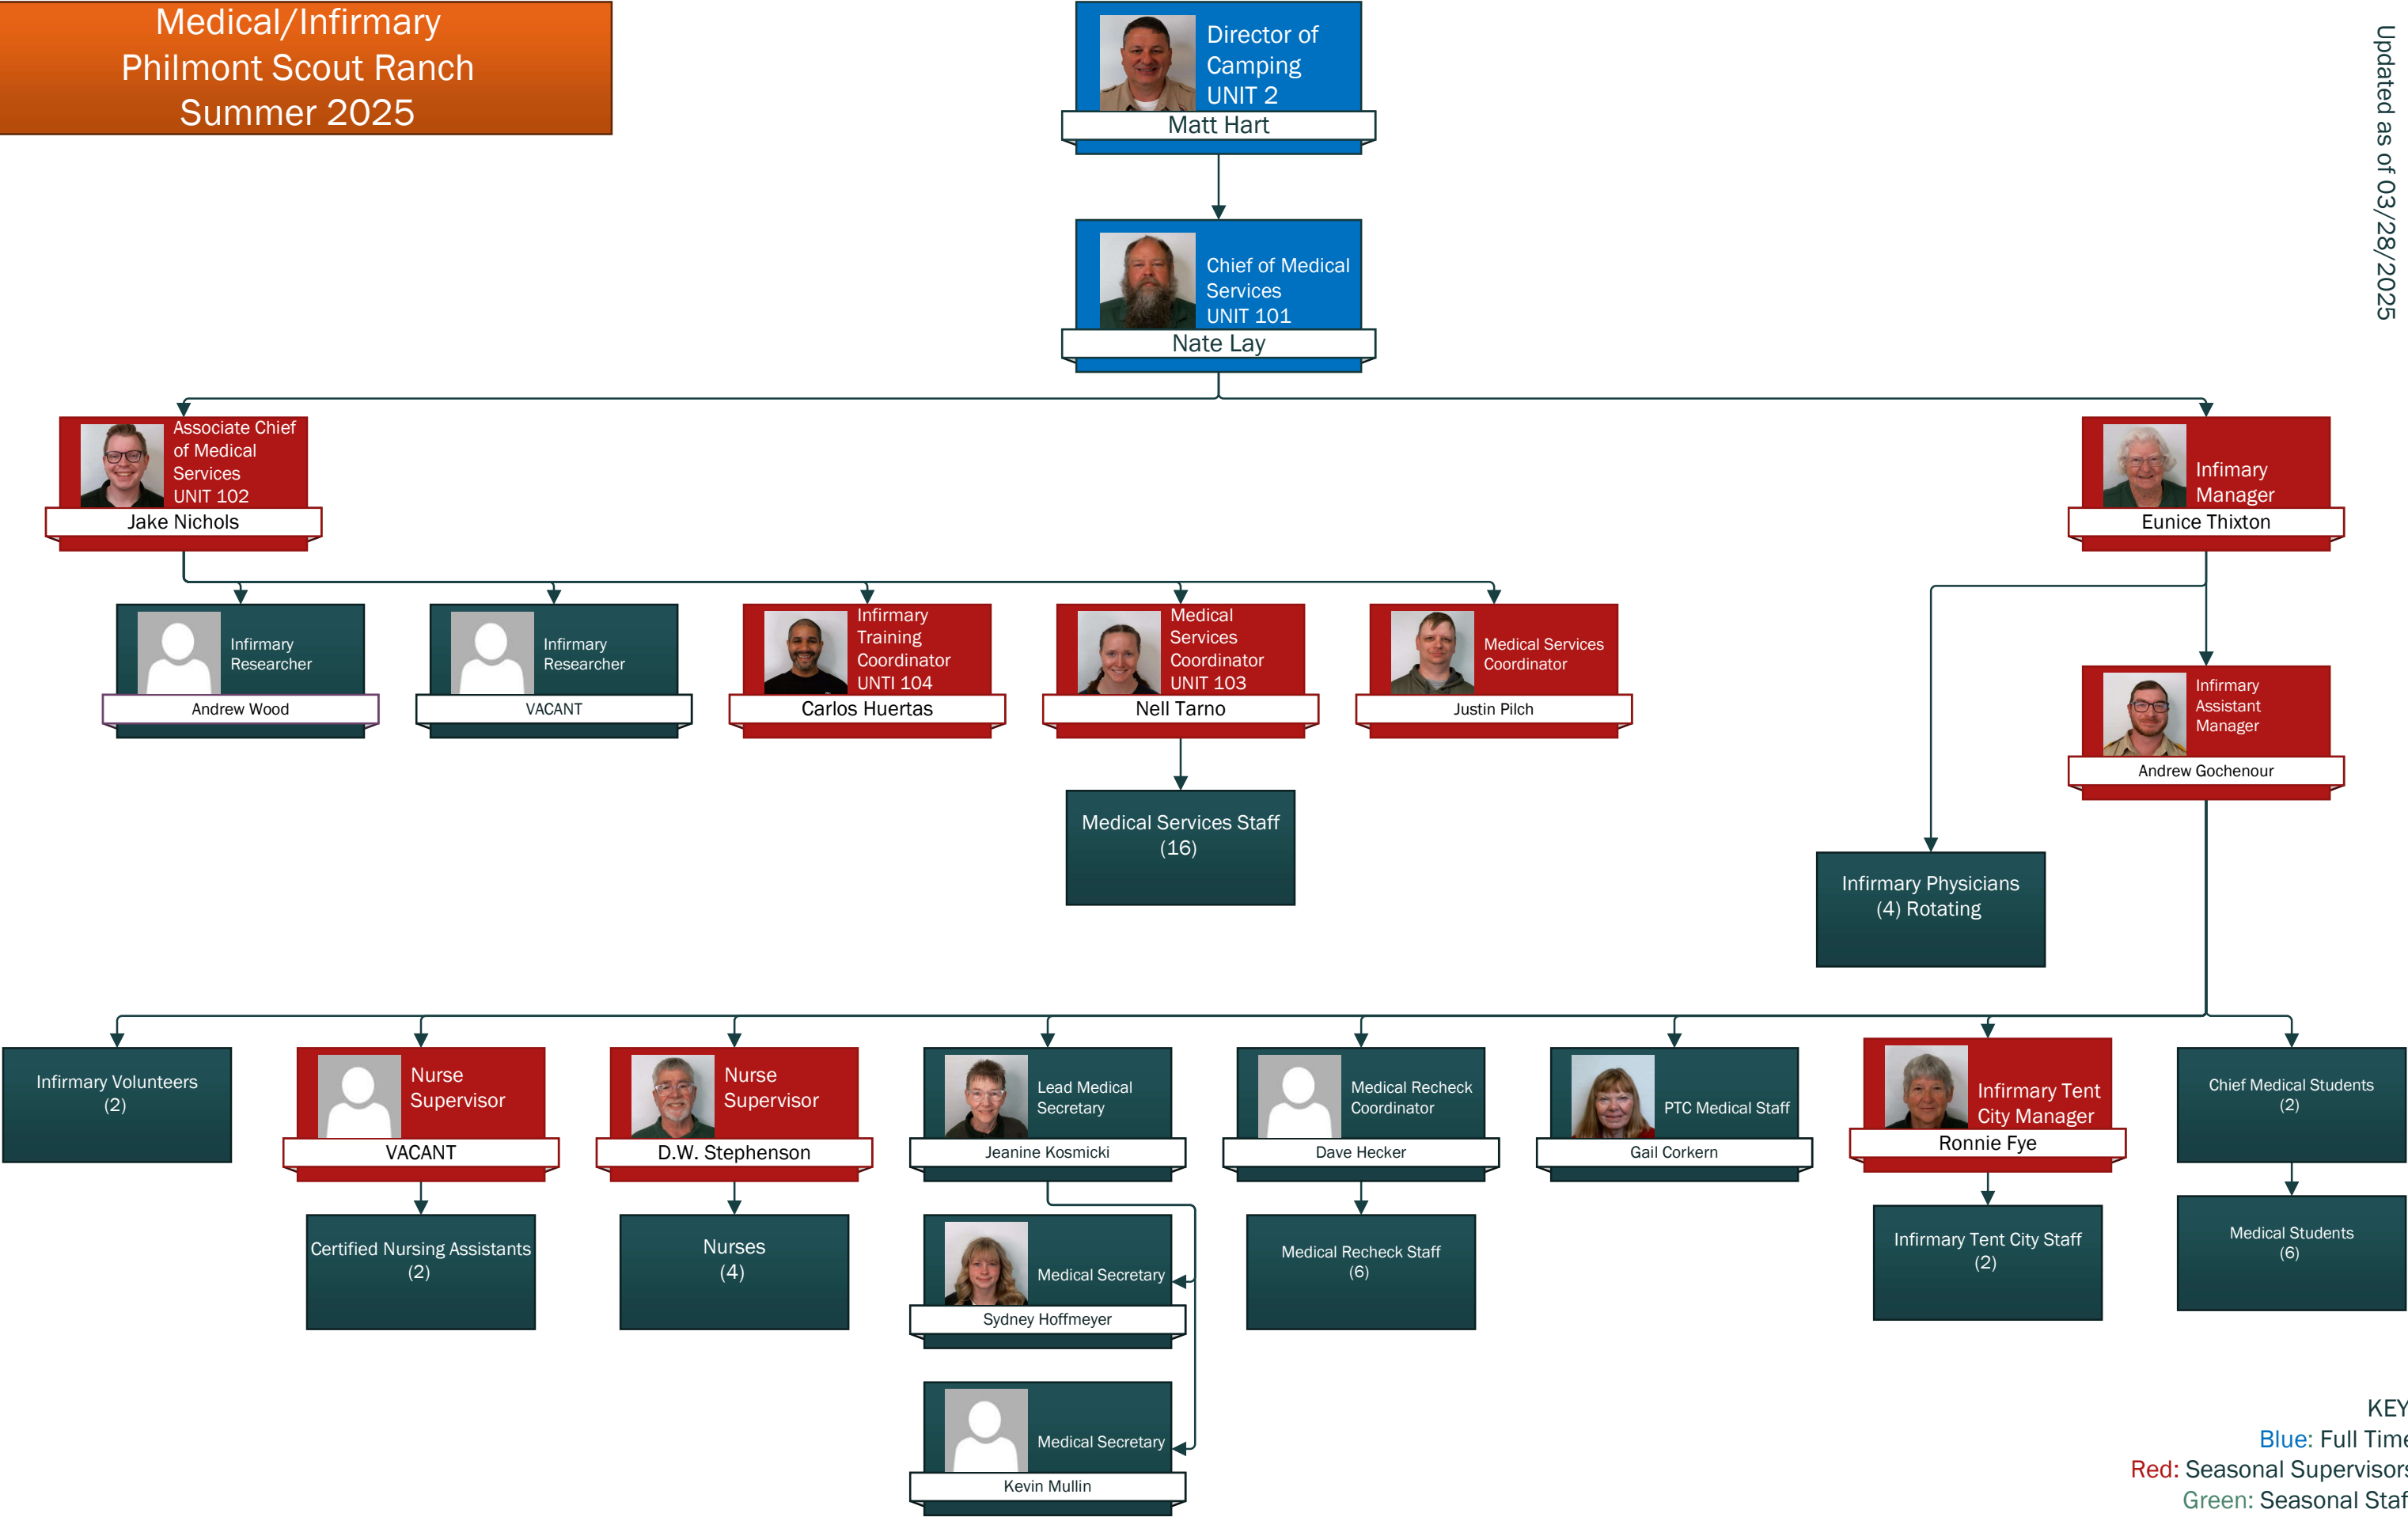 Medical/Infirmary
Philmont Scout Ranch
Summer 2025
Updated as of 03/28/2025
Director of
Camping
UNIT 2
Matt Hart
Chief of Medical
Services
UNIT 101
Nate Lay
Associate Chief
of Medical
Services
UNIT 102
Jake Nichols
Infimary
Manager
Eunice Thixton
Infirmary
Researcher
Andrew Wood
Infirmary
Researcher
VACANT
Infirmary
Training
Coordinator
UNTI 104
Carlos Huertas
Medical
Services
Coordinator
UNIT 103
Nell Tarno
Medical Services
Coordinator
Justin Pilch
Infirmary
Assistant
Manager
Andrew Gochenour
Medical Services Staff
(16)
Infirmary Physicians
(4) Rotating
Infirmary Volunteers
(2)
Nurse
Supervisor
VACANT
Nurse
Supervisor
D.W. Stephenson
Lead Medical
Secretary
Jeanine Kosmicki
Medical Recheck
Coordinator
Dave Hecker
PTC Medical Staff
Gail Corkern
Infirmary Tent
City Manager
Ronnie Fye
Chief Medical Students
(2)
Certified Nursing Assistants
(2)
Nurses
(4)
Medical Secretary
Sydney Hoffmeyer
Medical Recheck Staff
(6)
Infirmary Tent City Staff
(2)
Medical Students
(6)
Medical Secretary
Kevin Mullin
KEY
Blue: Full Time
Red: Seasonal Supervisors
Green: Seasonal Staf